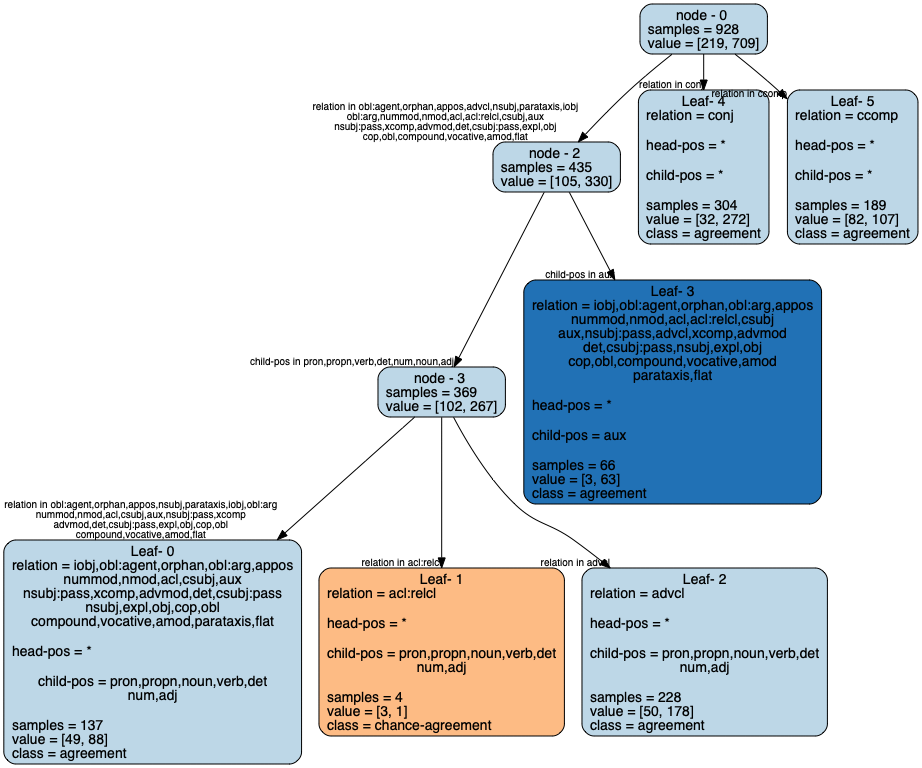 node - 0
samples = 928
value = [219, 709]
relation in conj
relation in ccomp
relation in obl:agent,orphan,appos,advcl,nsubj,parataxis,iobj
obl:arg,nummod,nmod,acl,acl:relcl,csubj,aux
nsubj:pass,xcomp,advmod,det,csubj:pass,expl,obj
cop,obl,compound,vocative,amod,flat
Leaf- 4
relation = conj
head-pos = *
child-pos = *
samples = 304
value = [32, 272]
class = agreement
Leaf- 5
relation = ccomp
head-pos = *
child-pos = *
samples = 189
value = [82, 107]
class = agreement
node - 2
samples = 435
value = [105, 330]
child-pos in aux
Leaf- 3
relation = iobj,obl:agent,orphan,obl:arg,appos
nummod,nmod,acl,acl:relcl,csubj
aux,nsubj:pass,advcl,xcomp,advmod
det,csubj:pass,nsubj,expl,obj
cop,obl,compound,vocative,amod
parataxis,flat
head-pos = *
child-pos = aux
samples = 66
value = [3, 63]
class = agreement
child-pos in pron,propn,verb,det,num,noun,adj
node - 3
samples = 369
value = [102, 267]
relation in obl:agent,orphan,appos,nsubj,parataxis,iobj,obl:arg
nummod,nmod,acl,csubj,aux,nsubj:pass,xcomp
advmod,det,csubj:pass,expl,obj,cop,obl
compound,vocative,amod,flat
relation in acl:relcl
relation in advcl
Leaf- 0
relation = iobj,obl:agent,orphan,obl:arg,appos
nummod,nmod,acl,csubj,aux
nsubj:pass,xcomp,advmod,det,csubj:pass
nsubj,expl,obj,cop,obl
compound,vocative,amod,parataxis,flat
head-pos = *
child-pos = pron,propn,noun,verb,det
num,adj
samples = 137
value = [49, 88]
class = agreement
Leaf- 1
relation = acl:relcl
head-pos = *
child-pos = pron,propn,noun,verb,det
num,adj
samples = 4
value = [3, 1]
class = chance-agreement
Leaf- 2
relation = advcl
head-pos = *
child-pos = pron,propn,noun,verb,det
num,adj
samples = 228
value = [50, 178]
class = agreement